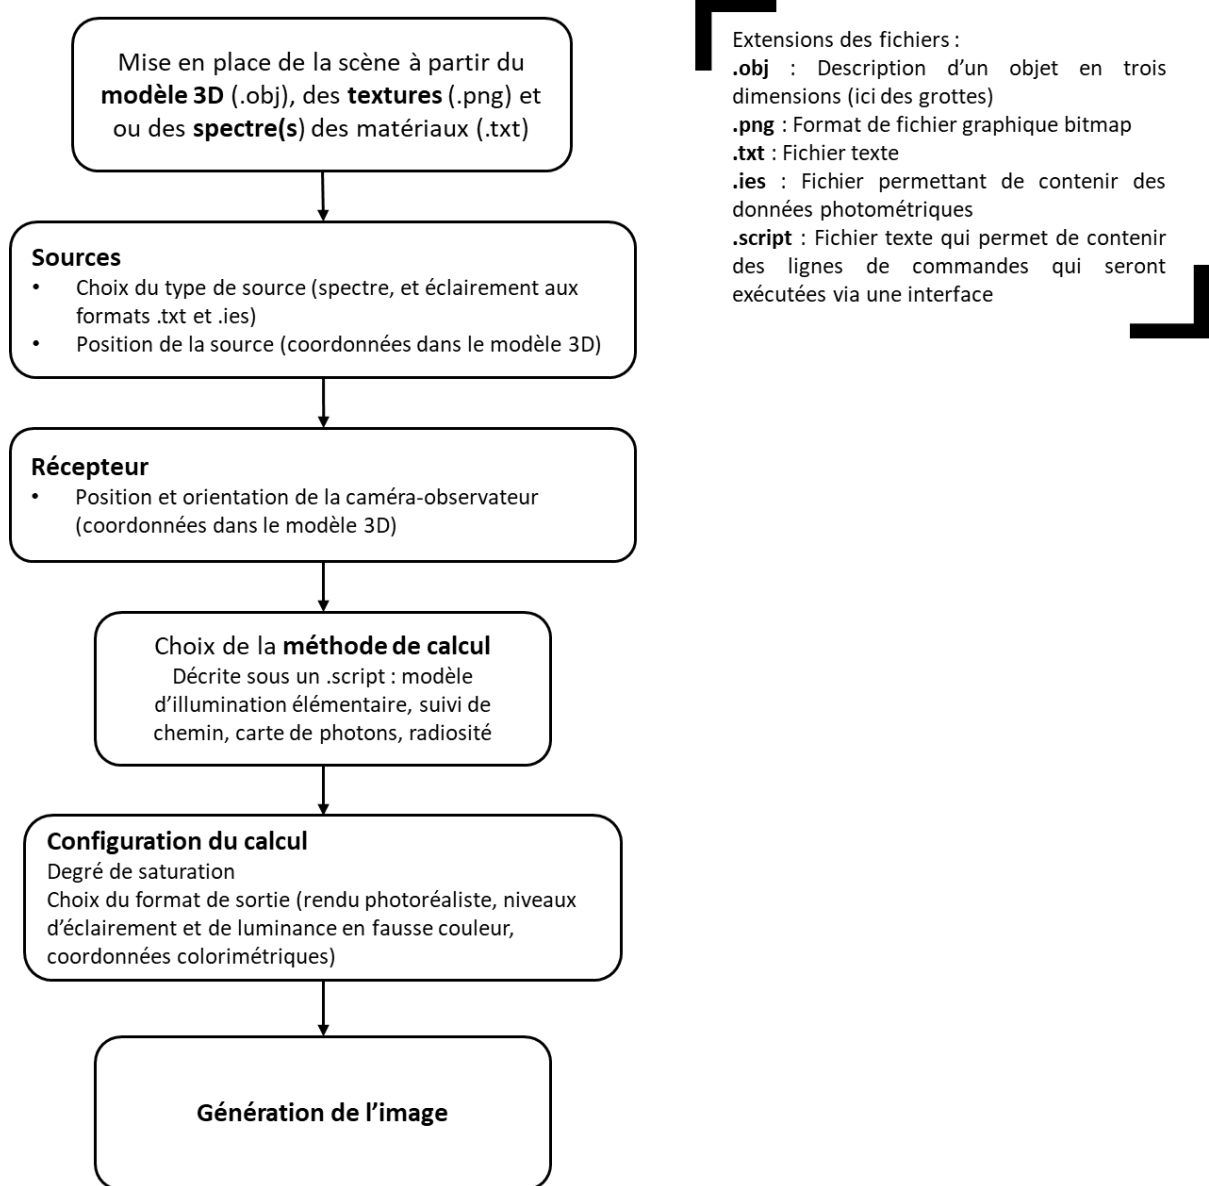 Mise en place de la scène à partir du
modèle 3D (.obj), des textures (.png) et
ou des spectre(s) des matériaux (.txt)
Sources
• Choix du type de source (spectre, et éclairement aux
formats .txt et .ies)
• Position de la source (coordonnées dans le modèle 3D)
Récepteur
• Position et orientation de la caméra-observateur
(coordonnées dans le modèle 3D)
Choix de la méthode de calcul
Décrite sous un .script : modèle
d’illumination élémentaire, suivi de
chemin, carte de photons, radiosité
Configuration du calcul
Degré de saturation
Choix du format de sortie (rendu photoréaliste, niveaux
d’éclairement et de luminance en fausse couleur,
coordonnées colorimétriques)
Génération de l’image
Extensions des fichiers :
.obj : Description d’un objet en trois
dimensions (ici des grottes)
.png : Format de fichier graphique bitmap
.txt : Fichier texte
.ies : Fichier permettant de contenir des
données photométriques
.script : Fichier texte qui permet de contenir
des lignes de commandes qui seront
exécutées via une interface